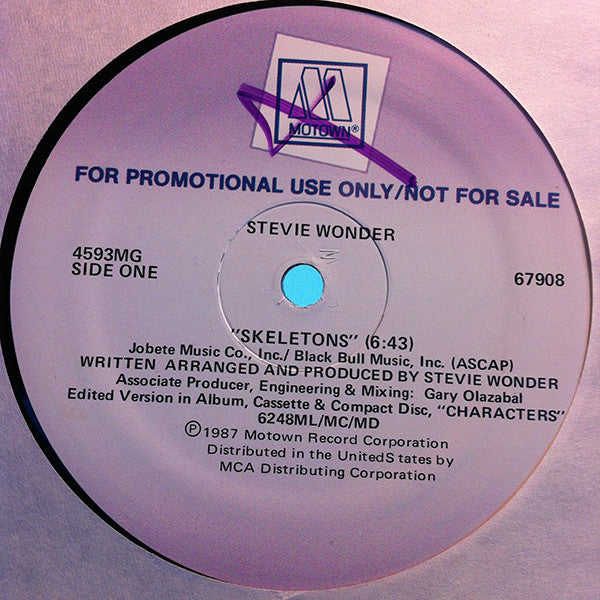 MOTOWN®
FOR PROMOTIONAL USE ONLY/NOT FOR SALE
STEVIE WONDER
4593MG
SIDE ONE
67908
"SKELETONS" (6:43)
Jobete Music Co., Inc./ Black Bull Music, Inc. (ASCAP)
WRITTEN ARRANGED AND PRODUCED BY STEVIE WONDER
Associate Producer, Engineering & Mixing: Gary Olazabal
Edited Version in Album, Cassette & Compact Disc, "CHARACTERS"
6248ML/MC/MD
Ⓟ1987 Motown Record Corporation
Distributed in the UnitedS tates by
MCA Distributing Corporation